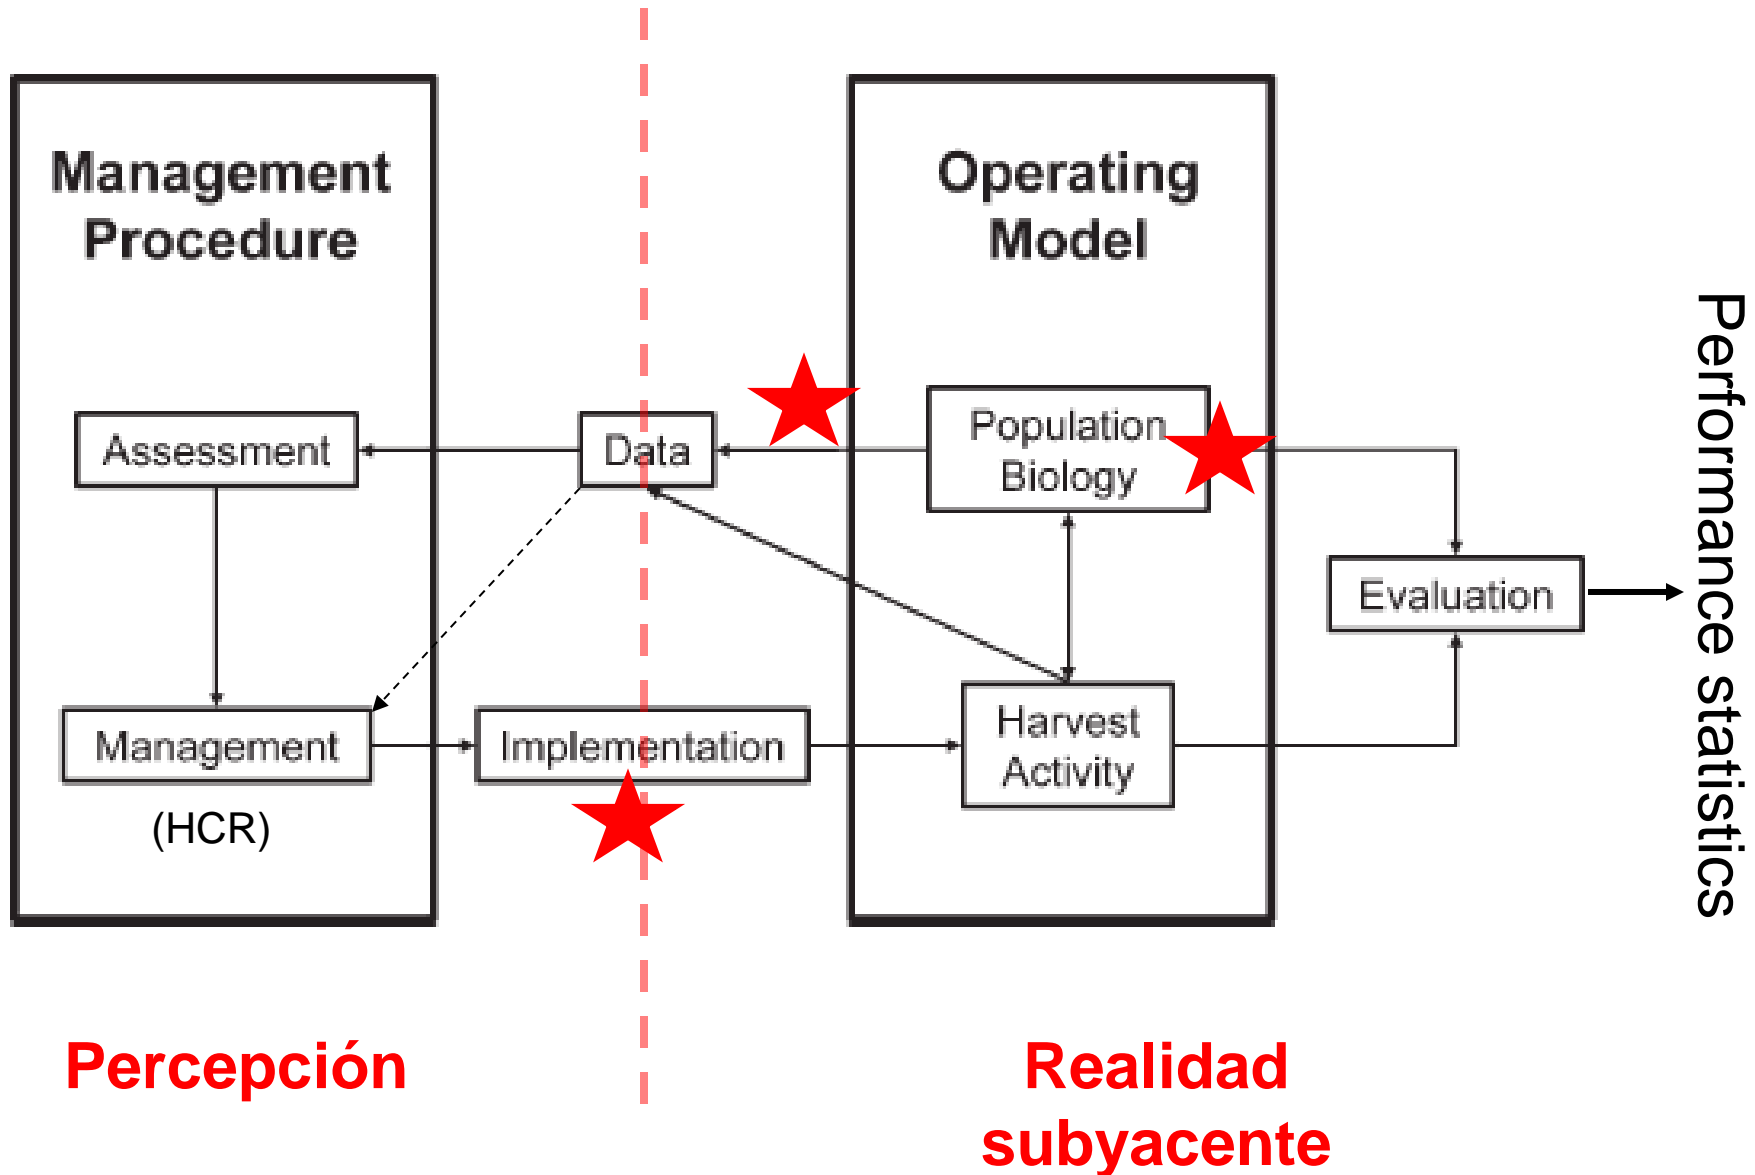 Management
Procedure
Operating
Model
Assessment
Data
Population
Biology
Evaluation
Management
(HCR)
Implementation
Harvest
Activity
Performance statistics
Percepción
Realidad
subyacente